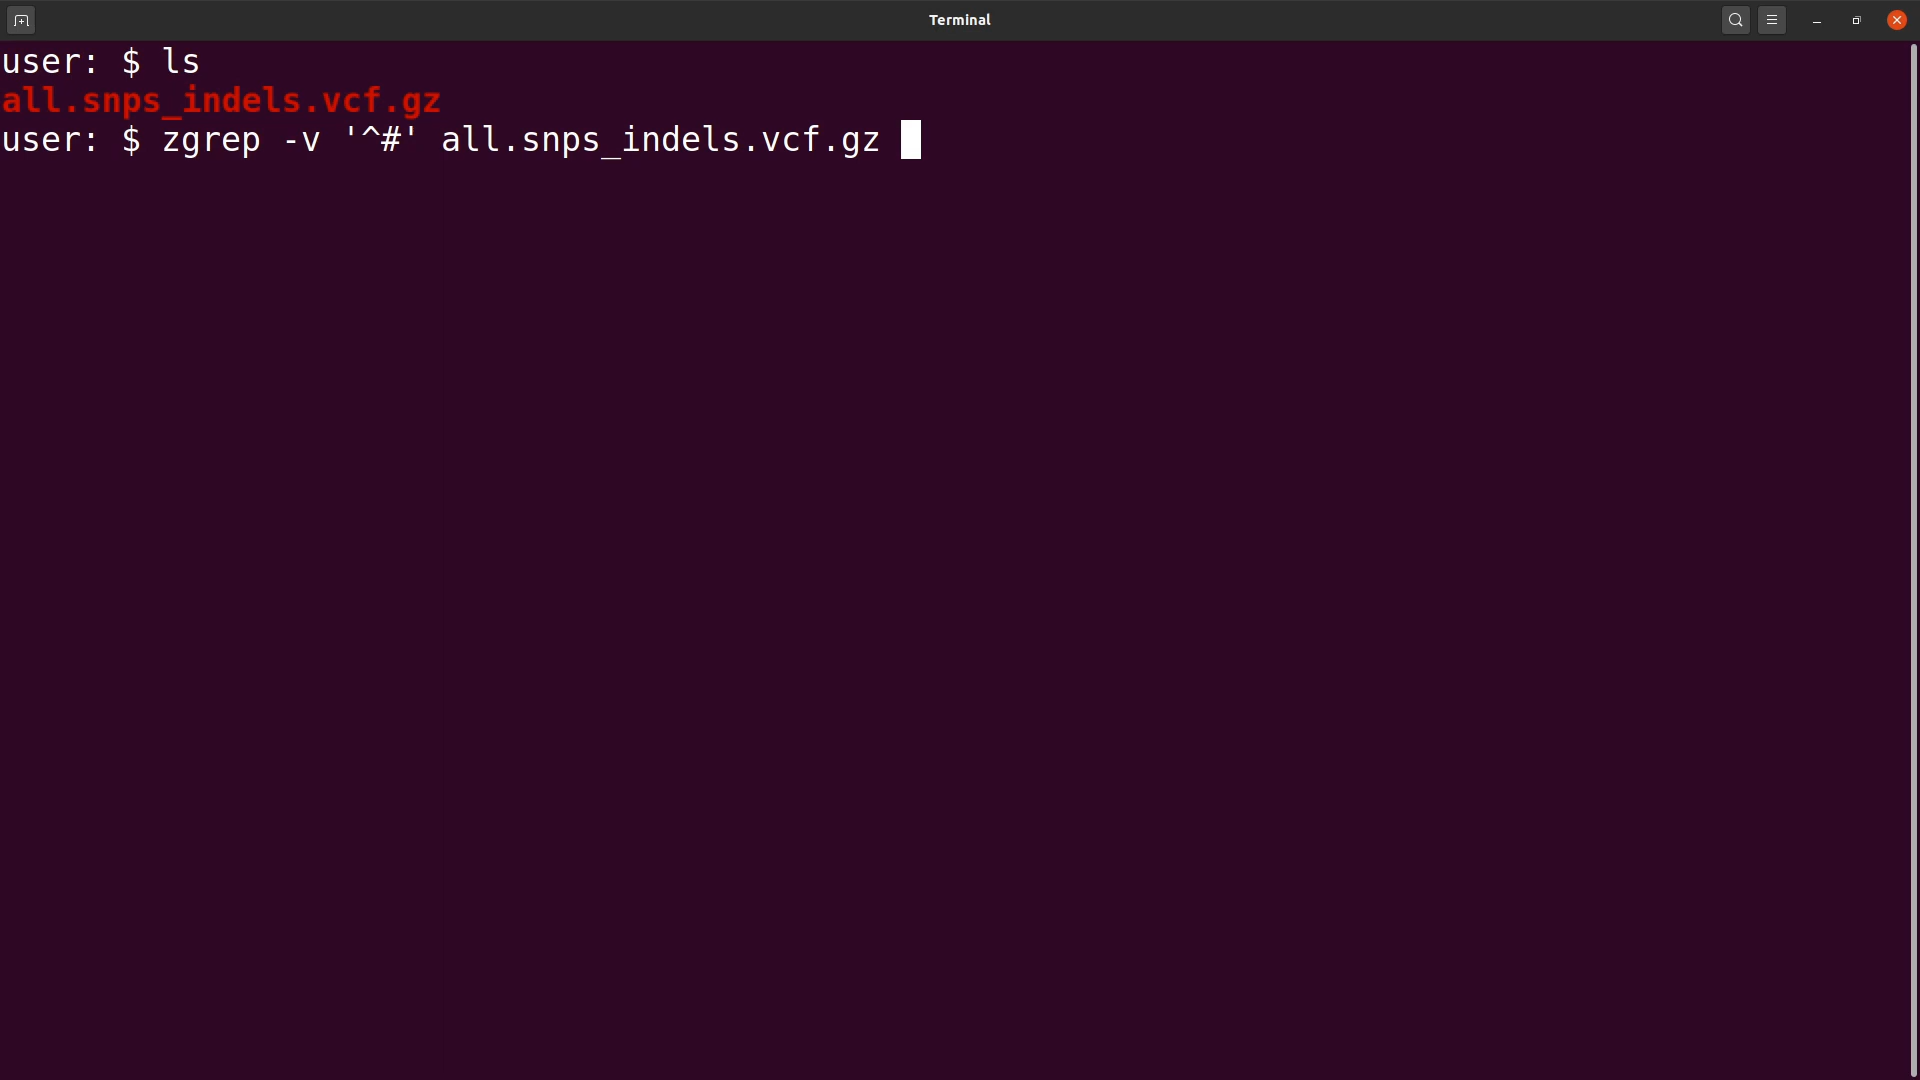 Terminal
user: $ ls
all.snps_indels.vcf.gz
user: $ zgrep -v '^#' all.snps_indels.vcf.gz